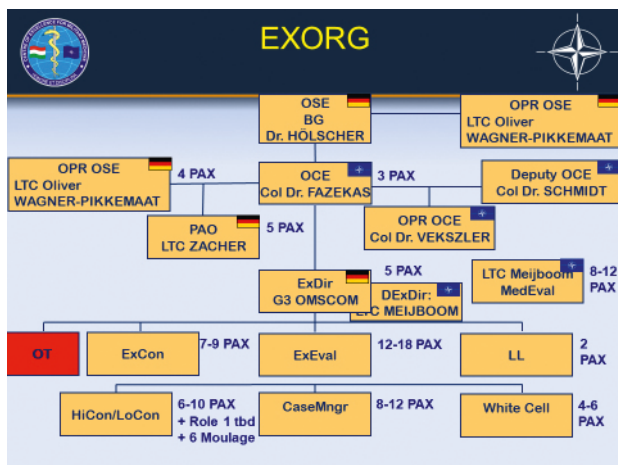 EXORG
OSE
BG
Dr. HÖLSCHER
OPR OSE
LTC Oliver
WAGNER-PIKKEMAAT
OPR OSE
LTC Oliver
WAGNER-PIKKEMAAT
4 PAX
OCE
Col Dr. FAZEKAS
3 PAX
Deputy OCE
Col Dr. SCHMIDT
PAO
LTC ZACHER
5 PAX
OPR OCE
Col Dr. VEKSZLER
ExDir
G3 OMSCOM
5 PAX
DExDir:
LTC MEIJBOOM
LTC Meijboom
MedEval
8-12
PAX
OT
ExCon
7-9 PAX
ExEval
12-18 PAX
LL
2
PAX
HiCon/LoCon
6-10 PAX
+ Role 1 tbd
+ 6 Moulage
CaseMngr
8-12 PAX
White Cell
4-6
PAX